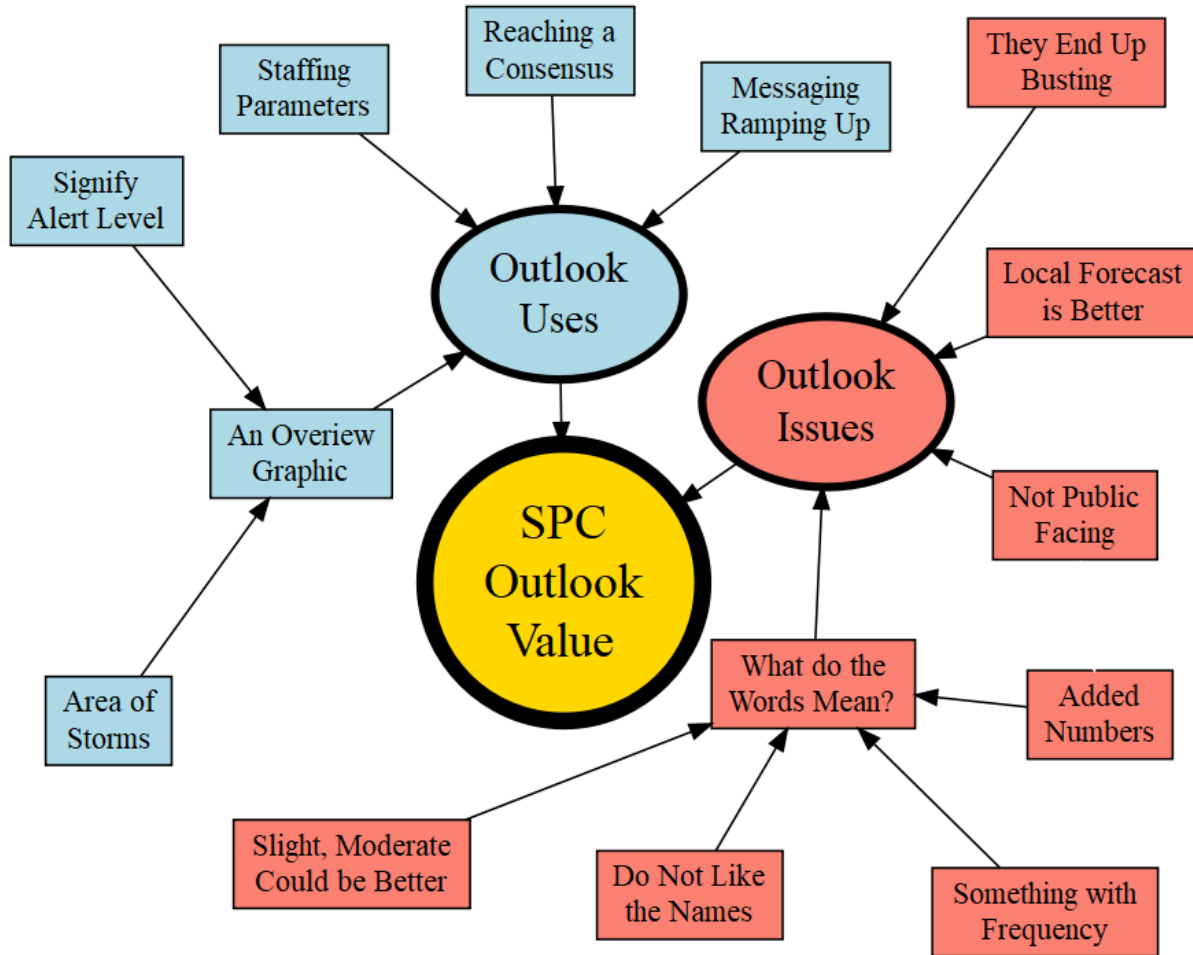 Reaching a
Consensus
They End Up
Busting
Staffing
Parameters
Messaging
Ramping Up
Signify
Alert Level
Outlook
Uses
Local Forecast
is Better
Outlook
Issues
An Overiew
Graphic
Not Public
Facing
SPC
Outlook
Value
What do the
Words Mean?
Added
Numbers
Area of
Storms
Slight, Moderate
Could be Better
Do Not Like
the Names
Something with
Frequency